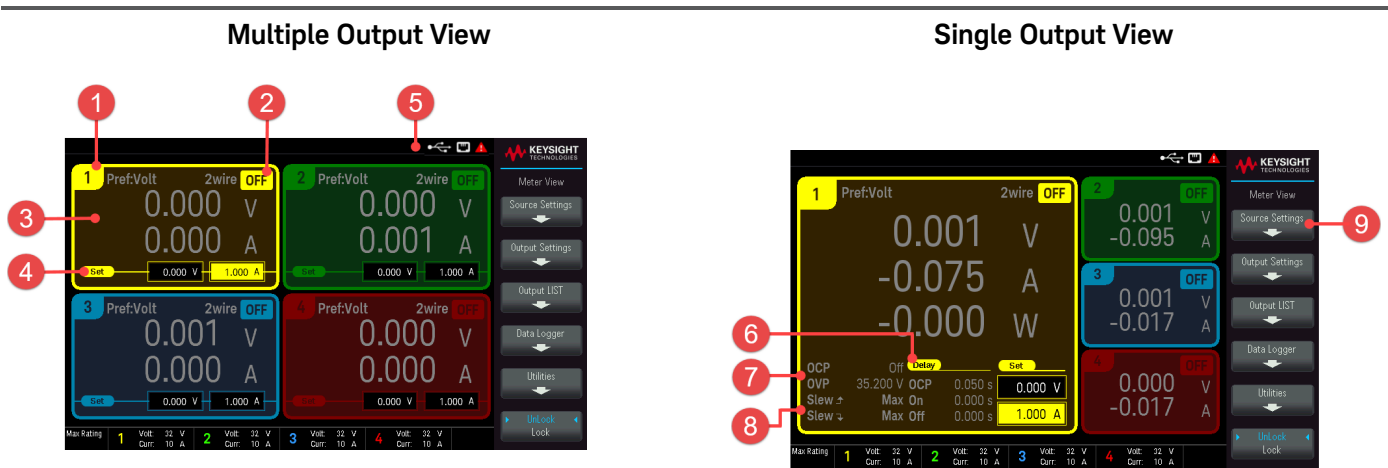 Multiple Output View
1
2
5
KEYSIGHT
TECHNOLOGIES
1 Pref:Volt 2wire OFF
0.000 V
0.000 A
Set 0.000 V 1.000 A
3
4
2 Pref:Volt 2wire OFF
0.000 V
0.001 A
Set 0.000 V 1.000 A
3 Pref:Volt 2wire OFF
0.001 V
0.000 A
Set 0.000 V 1.000 A
4 Pref:Volt 2wire OFF
0.000 V
0.000 A
Set 0.000 V 1.000 A
Meter View
Source Settings
Output Settings
Output LIST
Data Logger
Utilities
UnLock
Lock
Max Rating 1 Volt: 32 V 2 Volt: 32 V 3 Volt: 32 V 4 Volt: 32 V
Curr: 10 A Curr: 10 A Curr: 10 A Curr: 10 A
Single Output View
KEYSIGHT
TECHNOLOGIES
1 Pref:Volt 2wire OFF
0.001 V
-0.075 A
-0.000 W
6
7
8
OCP Off Delay Set
OVP 35.200 V OCP 0.050 s 0.000 V
Slew Max On 0.000 s
Slew Max Off 0.000 s 1.000 A
2 OFF
0.001 V
-0.095 A
3 OFF
0.001 V
-0.017 A
4 OFF
0.000 V
-0.017 A
Meter View
Source Settings
9
Output Settings
Output LIST
Data Logger
Utilities
UnLock
Lock
Max Rating 1 Volt: 32 V 2 Volt: 32 V 3 Volt: 32 V 4 Volt: 32 V
Curr: 10 A Curr: 10 A Curr: 10 A Curr: 10 A